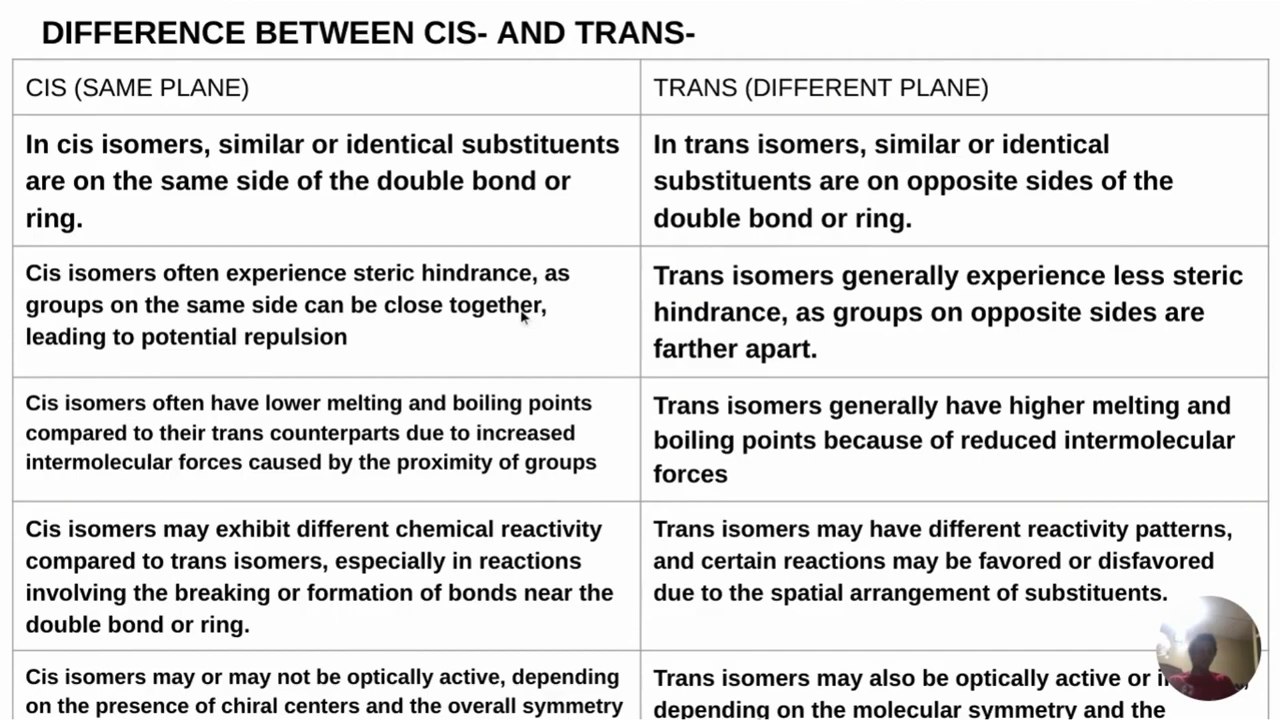 DIFFERENCE BETWEEN CIS- AND TRANS-
CIS (SAME PLANE)
TRANS (DIFFERENT PLANE)
In cis isomers, similar or identical substituents
are on the same side of the double bond or
ring.
In trans isomers, similar or identical
substituents are on opposite sides of the
double bond or ring.
Cis isomers often experience steric hindrance, as
groups on the same side can be close together,
leading to potential repulsion
Trans isomers generally experience less steric
hindrance, as groups on opposite sides are
farther apart.
Cis isomers often have lower melting and boiling points
compared to their trans counterparts due to increased
intermolecular forces caused by the proximity of groups
Trans isomers generally have higher melting and
boiling points because of reduced intermolecular
forces
Cis isomers may exhibit different chemical reactivity
compared to trans isomers, especially in reactions
involving the breaking or formation of bonds near the
double bond or ring.
Trans isomers may have different reactivity patterns,
and certain reactions may be favored or disfavored
due to the spatial arrangement of substituents.
Cis isomers may or may not be optically active, depending
on the presence of chiral centers and the overall symmetry
Trans isomers may also be optically active or
depending on the molecular symmetry and the